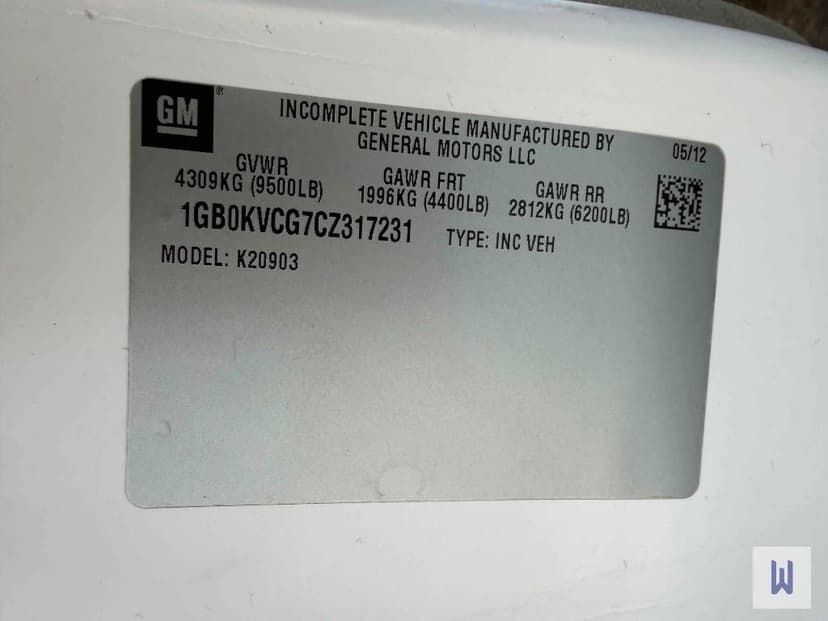 GM®
INCOMPLETE VEHICLE MANUFACTURED BY
GENERAL MOTORS LLC
05/12
GVWR
4309KG (9500LB)
GAWR FRT
1996KG (4400LB)
GAWR RR
2812KG (6200LB)
1GB0KVCG7CZ317231
TYPE: INC VEH
MODEL: K20903
W